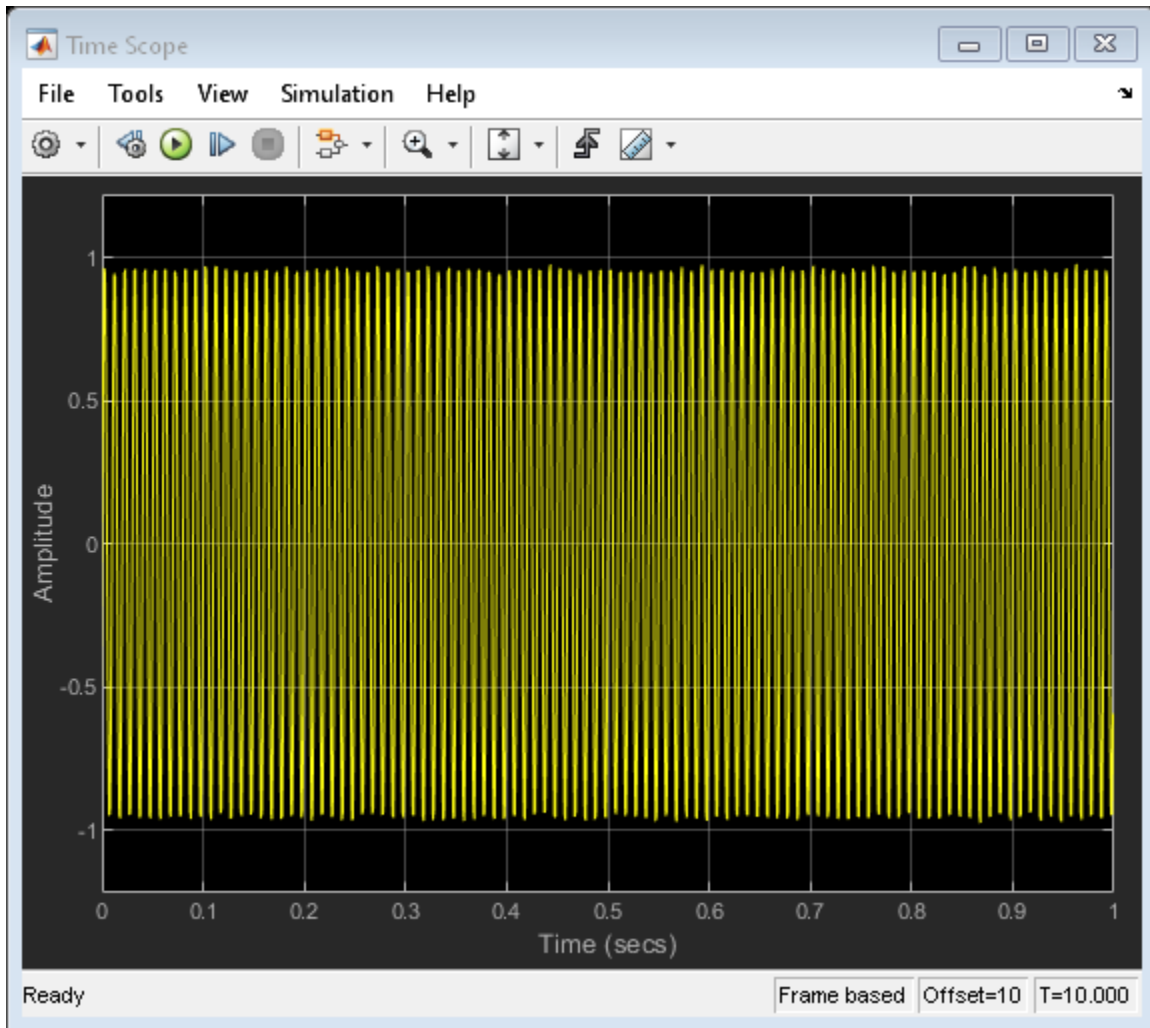 Time Scope
File Tools View Simulation Help
1
0.5
0
-0.5
-1
Amplitude
0 0.1 0.2 0.3 0.4 0.5 0.6 0.7 0.8 0.9 1
Time (secs)
Ready Frame based Offset=10 T=10.000